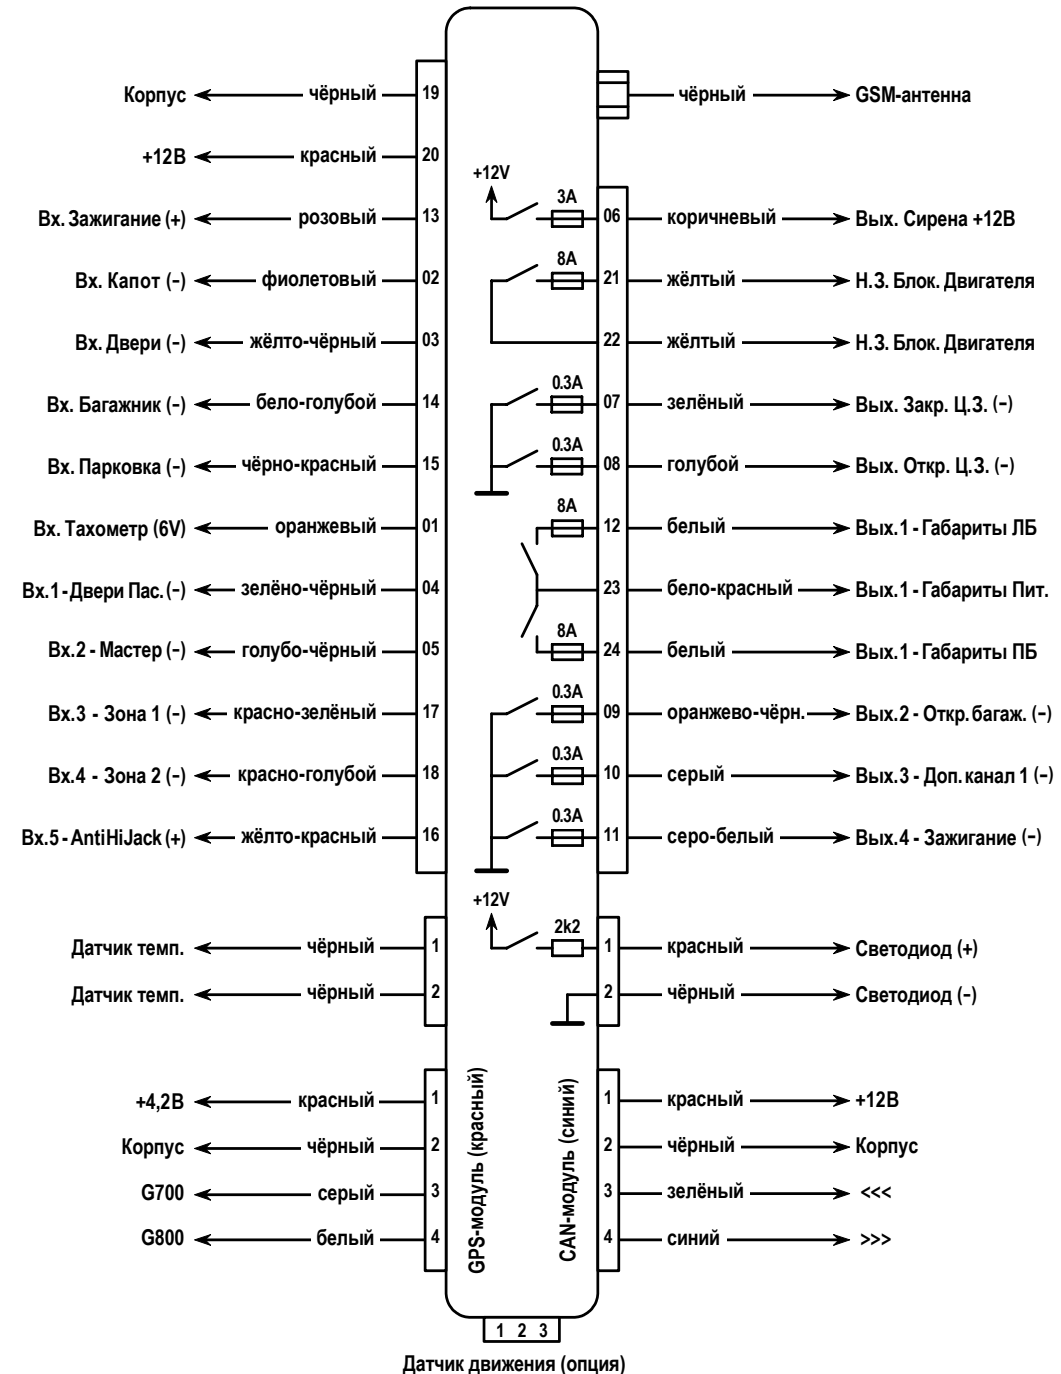 Корпус чёрный 19 чёрный GSM-антенна
+12В красный 20
+12V
Вх. Зажигание (+) розовый 13 3A 06 коричневый Вых. Сирена +12В
Вх. Капот (-) фиолетовый 02 8A 21 жёлтый Н.З. Блок. Двигателя
Вх. Двери (-) жёлто-чёрный 03 22 жёлтый Н.З. Блок. Двигателя
Вх. Багажник (-) бело-голубой 14 0.3A 07 зелёный Вых. Закр. Ц.З. (-)
Вх. Парковка (-) чёрно-красный 15 0.3A 08 голубой Вых. Откр. Ц.З. (-)
Вх. Тахометр (6V) оранжевый 01 8A 12 белый Вых.1 - Габариты ЛБ
Вх.1 - Двери Пас. (-) зелёно-чёрный 04 23 бело-красный Вых.1 - Габариты Пит.
Вх.2 - Мастер (-) голубо-чёрный 05 8A 24 белый Вых.1 - Габариты ПБ
Вх.3 - Зона 1 (-) красно-зелёный 17 0.3A 09 оранжево-чёрн. Вых.2 - Откр. багаж. (-)
Вх.4 - Зона 2 (-) красно-голубой 18 0.3A 10 серый Вых.3 - Доп. канал 1 (-)
Вх.5 - AntiHiJack (+) жёлто-красный 16 0.3A 11 серо-белый Вых.4 - Зажигание (-)
+12V
Датчик темп. чёрный 1 2k2 1 красный Светодиод (+)
Датчик темп. чёрный 2 2 чёрный Светодиод (-)
GPS-модуль (красный)
CAN-модуль (синий)
+4,2В красный 1 1 красный +12В
Корпус чёрный 2 2 чёрный Корпус
G700 серый 3 3 зелёный <<<
G800 белый 4 4 синий >>>
1 2 3
Датчик движения (опция)